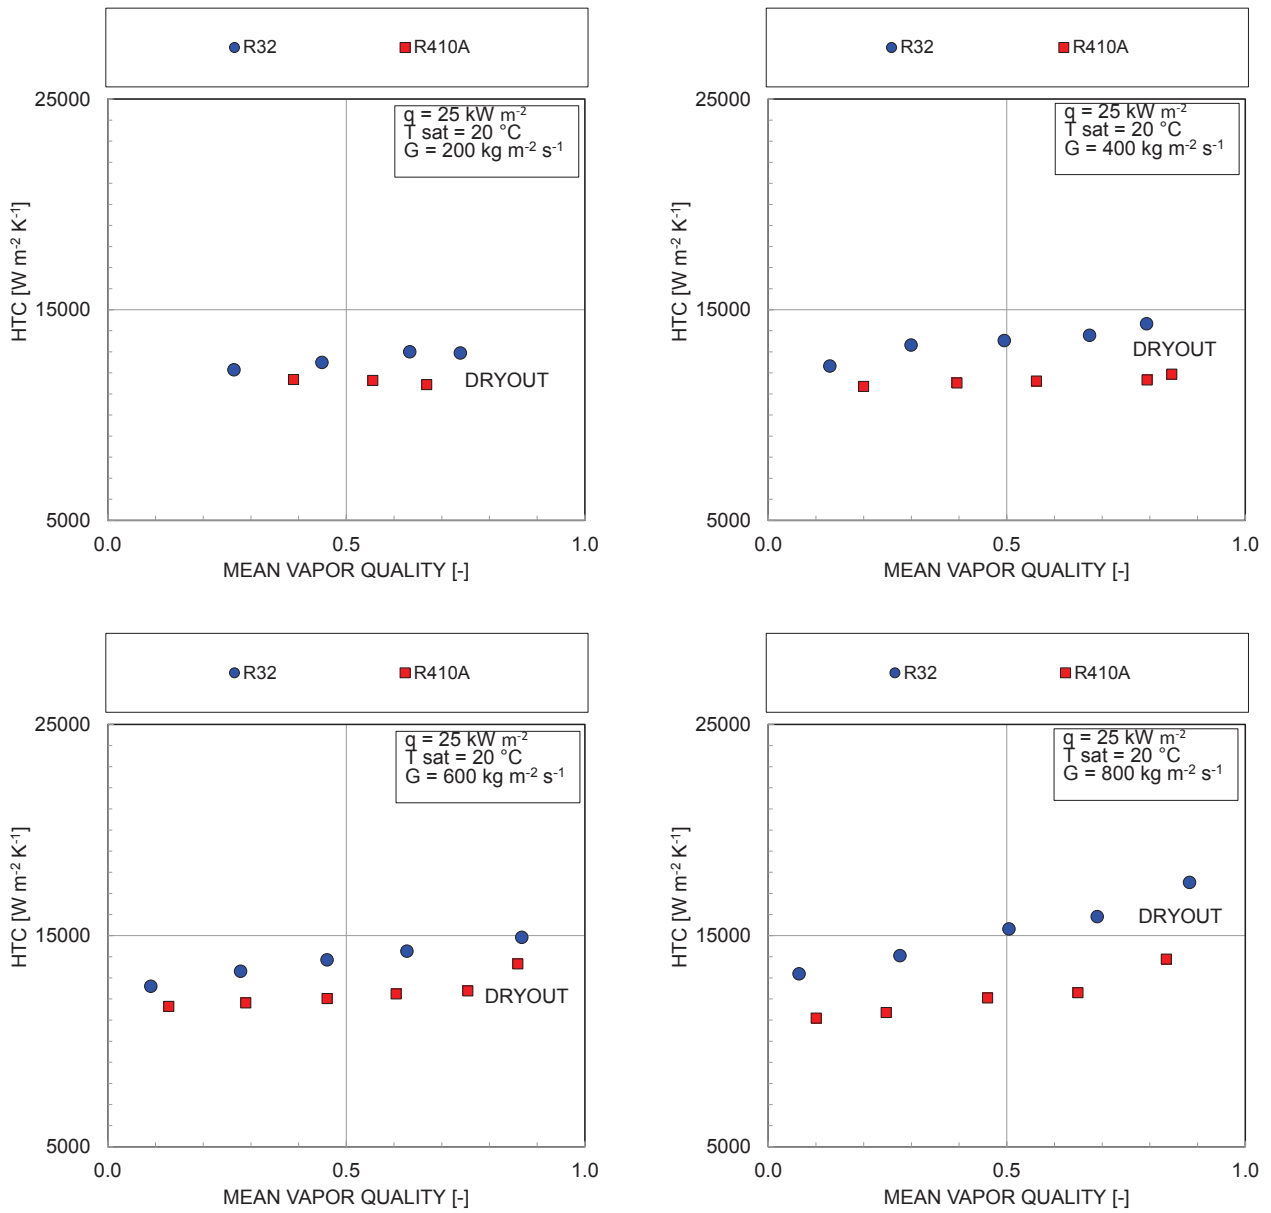 R32 R410A
25000
q = 25 kW m-2
T sat = 20 °C
G = 200 kg m-2 s-1
HTC [W m-2 K-1]
15000
DRYOUT
5000
0.0 0.5 1.0
MEAN VAPOR QUALITY [-]
R32 R410A
25000
q = 25 kW m-2
T sat = 20 °C
G = 400 kg m-2 s-1
HTC [W m-2 K-1]
15000
DRYOUT
5000
0.0 0.5 1.0
MEAN VAPOR QUALITY [-]
R32 R410A
25000
q = 25 kW m-2
T sat = 20 °C
G = 600 kg m-2 s-1
HTC [W m-2 K-1]
15000
DRYOUT
5000
0.0 0.5 1.0
MEAN VAPOR QUALITY [-]
R32 R410A
25000
q = 25 kW m-2
T sat = 20 °C
G = 800 kg m-2 s-1
HTC [W m-2 K-1]
15000
DRYOUT
5000
0.0 0.5 1.0
MEAN VAPOR QUALITY [-]